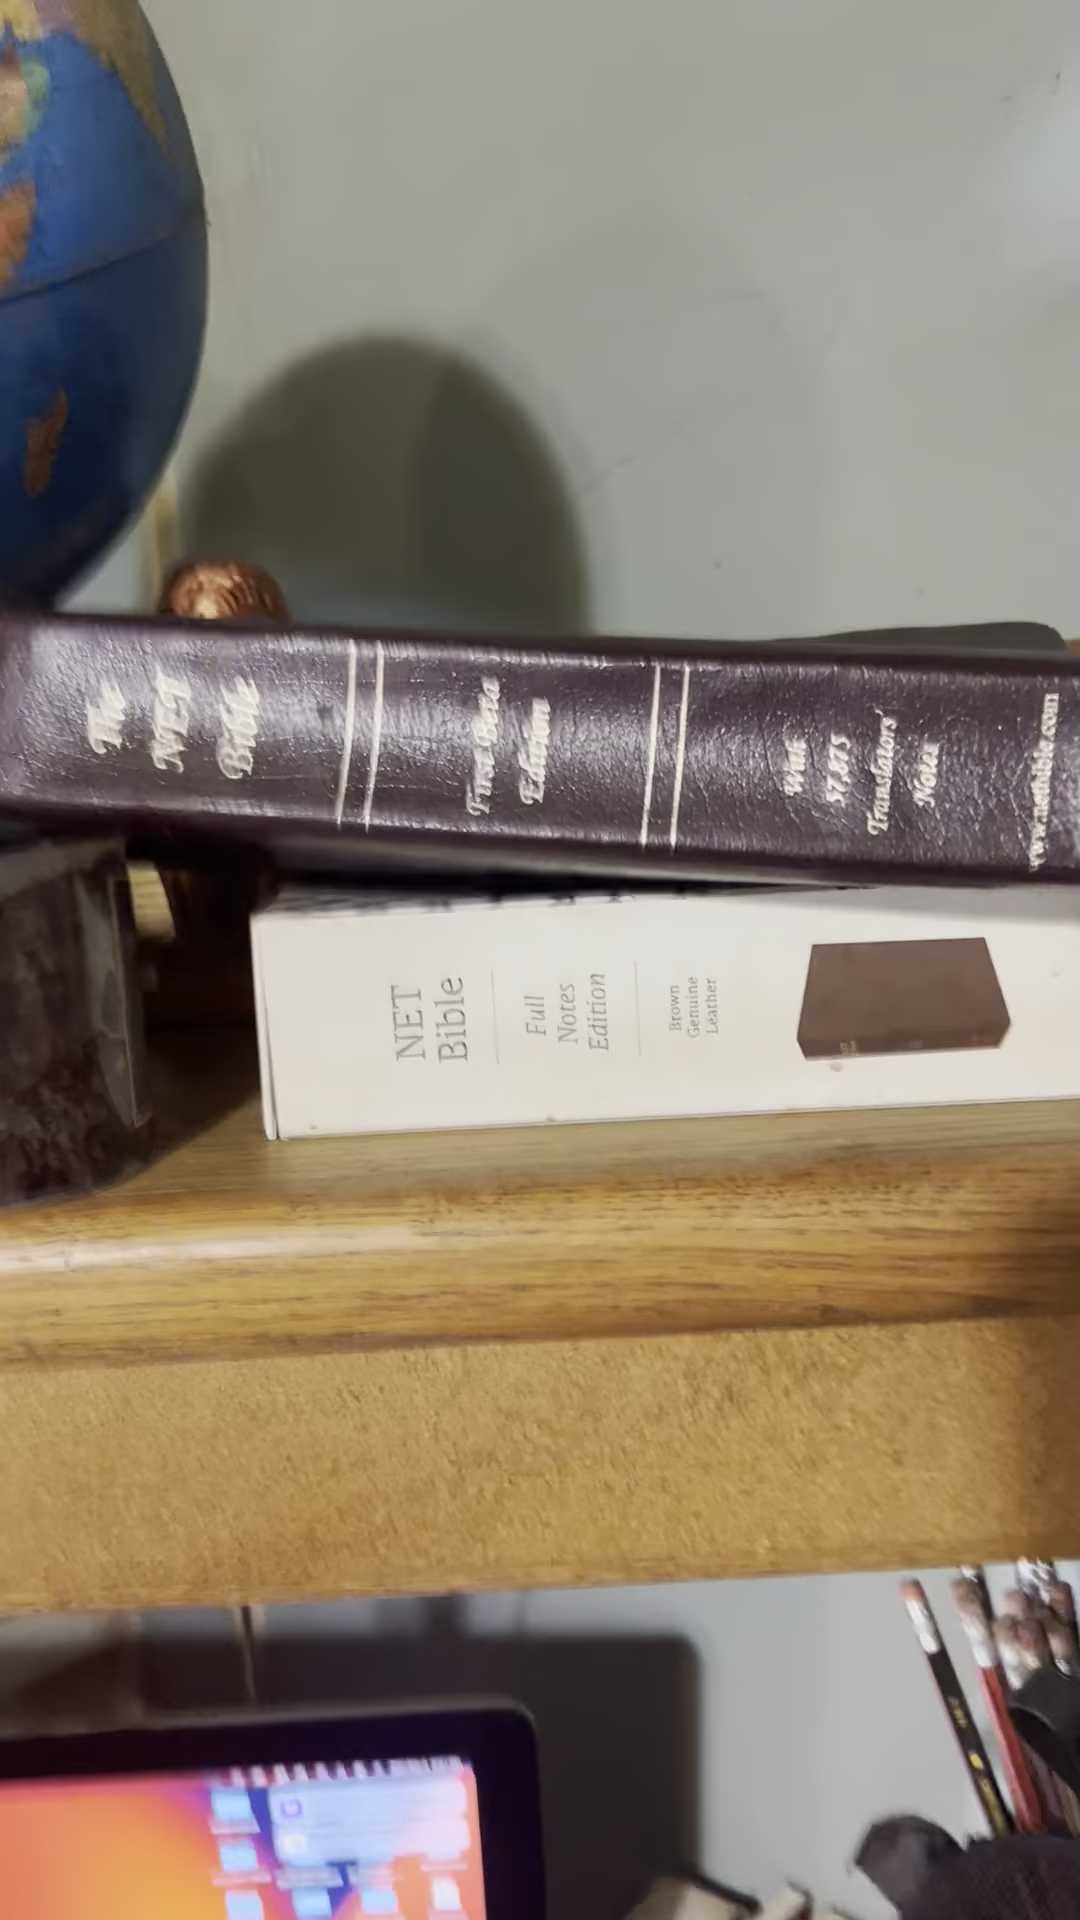 The
NET
Bible
First Beta
Edition
With
57,875
Translators'
Notes
www.netbible.com
NET
Bible
Full
Notes
Edition
Brown
Genuine
Leather